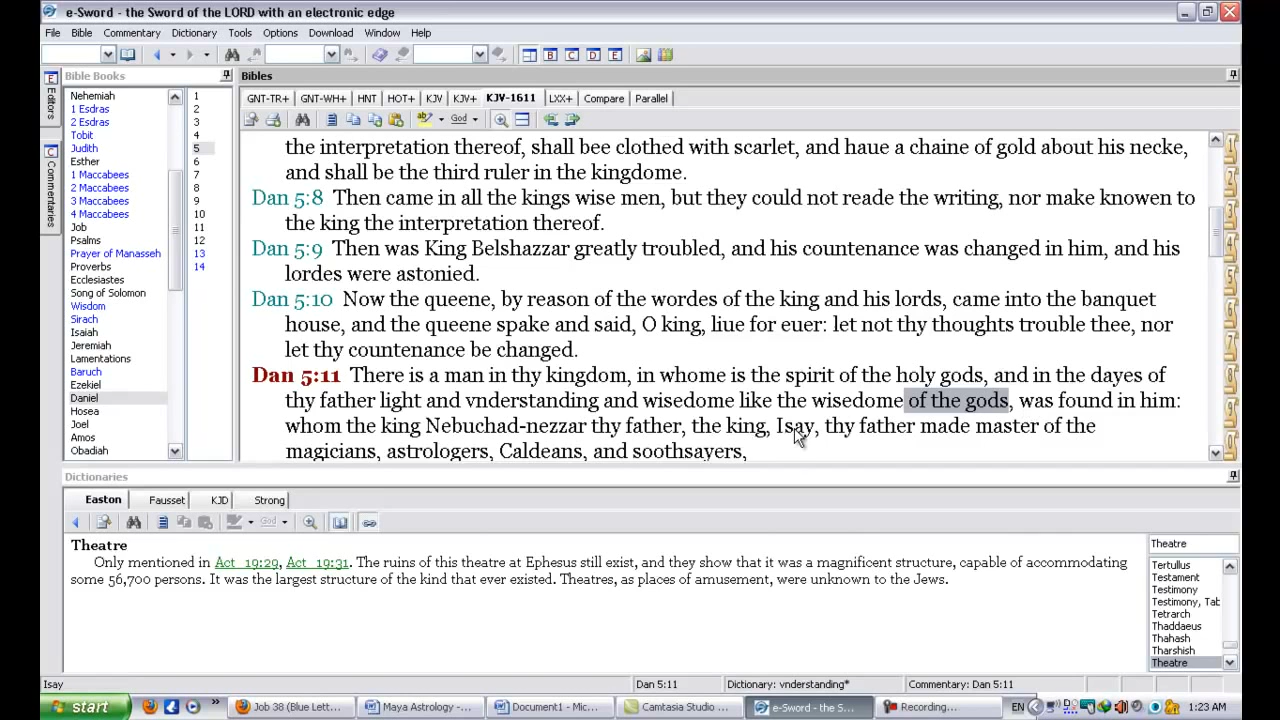 e-Sword - the Sword of the LORD with an electronic edge
File Bible Commentary Dictionary Tools Options Download Window Help
B C D E
Bible Books
Bibles
Editors
Commentaries
Nehemiah
1 Esdras
2 Esdras
Tobit
Judith
Esther
1 Maccabees
2 Maccabees
3 Maccabees
4 Maccabees
Job
Psalms
Prayer of Manasseh
Proverbs
Ecclesiastes
Song of Solomon
Wisdom
Sirach
Isaiah
Jeremiah
Lamentations
Baruch
Ezekiel
Daniel
Hosea
Joel
Amos
Obadiah
1
2
3
4
5
6
7
8
9
10
11
12
13
14
GNT-TR+ GNT-WH+ HNT HOT+ KJV KJV+ KJV-1611 LXX+ Compare Parallel
God
the interpretation thereof, shall bee clothed with scarlet, and haue a chaine of gold about his necke,
and shall be the third ruler in the kingdome.
Dan 5:8 Then came in all the kings wise men, but they could not reade the writing, nor make knowen to
the king the interpretation thereof.
Dan 5:9 Then was King Belshazzar greatly troubled, and his countenance was changed in him, and his
lordes were astonied.
Dan 5:10 Now the queene, by reason of the wordes of the king and his lords, came into the banquet
house, and the queene spake and said, O king, liue for euer: let not thy thoughts trouble thee, nor
let thy countenance be changed.
Dan 5:11 There is a man in thy kingdom, in whome is the spirit of the holy gods, and in the dayes of
thy father light and vnderstanding and wisedome like the wisedome of the gods, was found in him:
whom the king Nebuchad-nezzar thy father, the king, Isay, thy father made master of the
magicians, astrologers, Caldeans, and soothsayers,
Dictionaries
Easton Fausset KJD Strong
God
Theatre
Only mentioned in Act_19:29, Act_19:31. The ruins of this theatre at Ephesus still exist, and they show that it was a magnificent structure, capable of accommodating
some 56,700 persons. It was the largest structure of the kind that ever existed. Theatres, as places of amusement, were unknown to the Jews.
Theatre
Tertullus
Testament
Testimony
Testimony, Tab
Tetrarch
Thaddaeus
Thahash
Tharshish
Theatre
Isay
Dan 5:11
Dictionary: vnderstanding*
Commentary: Dan 5:11
start
Job 38 (Blue Lett...
Maya Astrology - ...
Document1 - Mic...
Camtasia Studio ...
e-Sword - the S...
Recording...
EN
1:23 AM